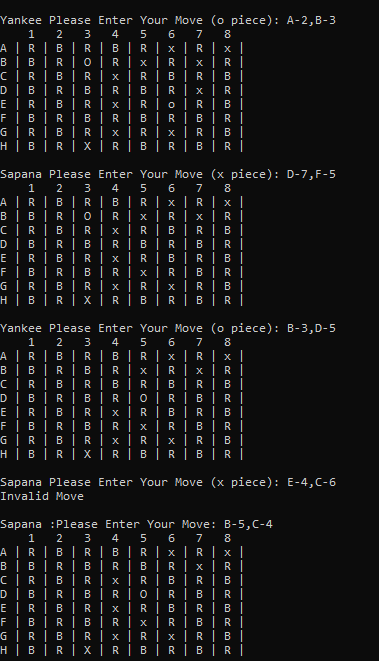 Yankee Please Enter Your Move (o piece): A-2,B-3
1 2 3 4 5 6 7 8
A | R | B | R | B | R | x | R | x |
B | B | R | O | R | x | R | x | R |
C | R | B | R | x | R | B | R | B |
D | B | R | B | R | B | R | x | R |
E | R | B | R | x | R | o | R | B |
F | B | R | B | R | B | R | B | R |
G | R | B | R | x | R | x | R | B |
H | B | R | X | R | B | R | B | R |
Sapana Please Enter Your Move (x piece): D-7,F-5
1 2 3 4 5 6 7 8
A | R | B | R | B | R | x | R | x |
B | B | R | O | R | x | R | x | R |
C | R | B | R | x | R | B | R | B |
D | B | R | B | R | B | R | B | R |
E | R | B | R | x | R | B | R | B |
F | B | R | B | R | x | R | B | R |
G | R | B | R | x | R | x | R | B |
H | B | R | X | R | B | R | B | R |
Yankee Please Enter Your Move (o piece): B-3,D-5
1 2 3 4 5 6 7 8
A | R | B | R | B | R | x | R | x |
B | B | R | B | R | x | R | x | R |
C | R | B | R | B | R | B | R | B |
D | B | R | B | R | O | R | B | R |
E | R | B | R | x | R | B | R | B |
F | B | R | B | R | x | R | B | R |
G | R | B | R | x | R | x | R | B |
H | B | R | X | R | B | R | B | R |
Sapana Please Enter Your Move (x piece): E-4,C-6
Invalid Move
Sapana :Please Enter Your Move: B-5,C-4
1 2 3 4 5 6 7 8
A | R | B | R | B | R | x | R | x |
B | B | R | B | R | B | R | x | R |
C | R | B | R | x | R | B | R | B |
D | B | R | B | R | O | R | B | R |
E | R | B | R | x | R | B | R | B |
F | B | R | B | R | x | R | B | R |
G | R | B | R | x | R | x | R | B |
H | B | R | X | R | B | R | B | R |